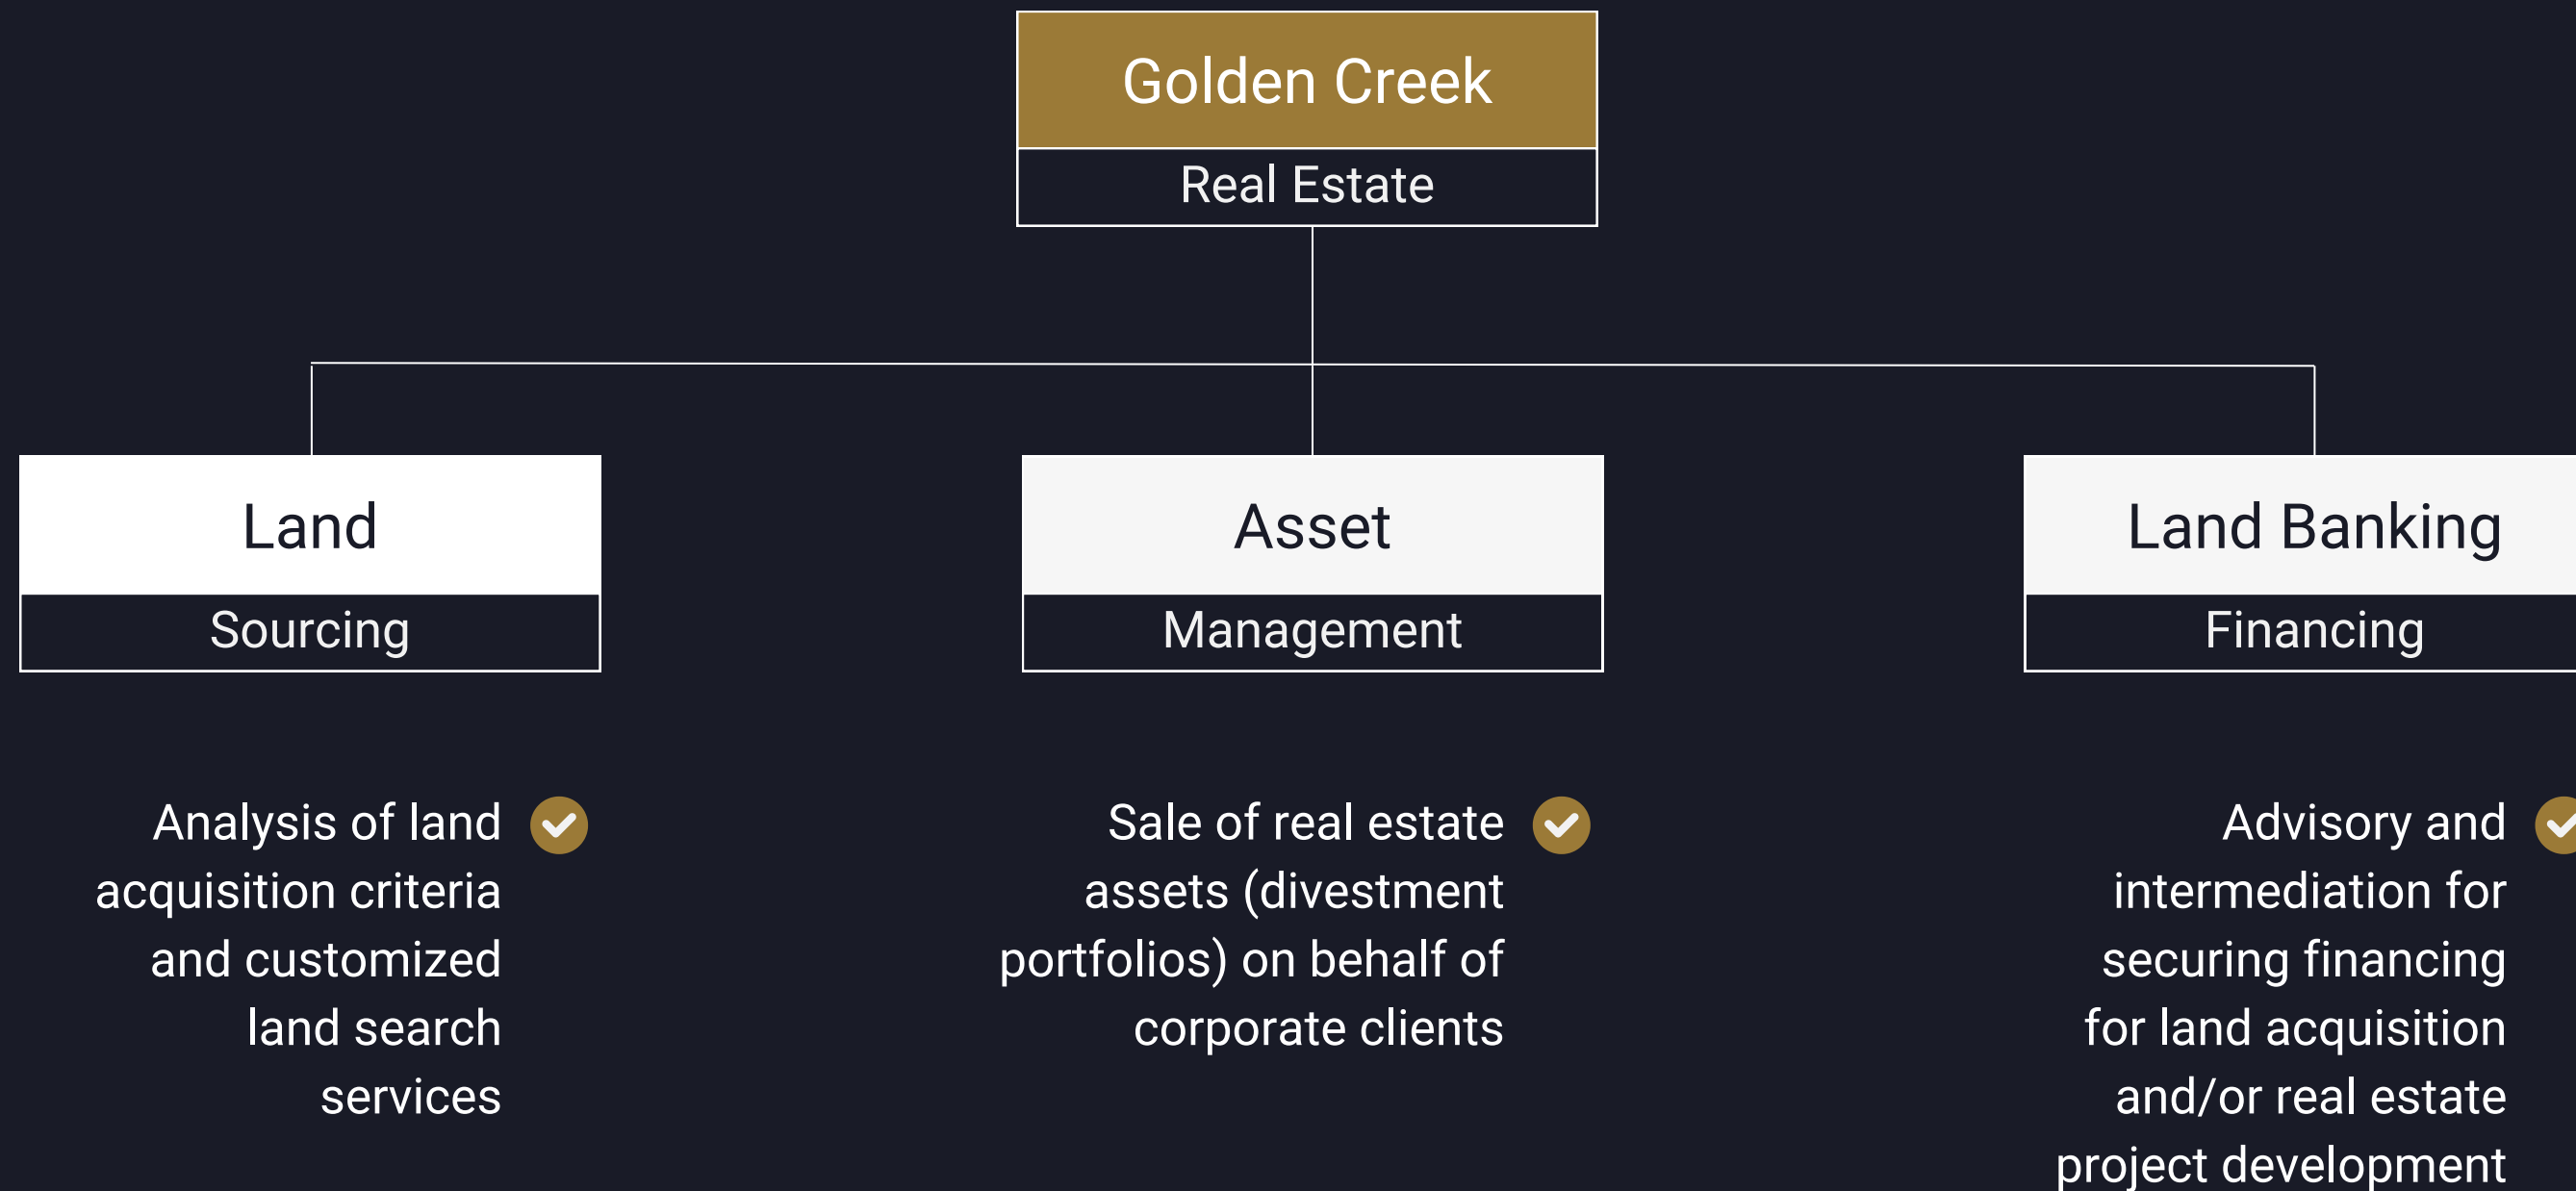 Golden Creek
Real Estate
Land
Sourcing
Asset
Management
Land Banking
Financing
Analysis of land
acquisition criteria
and customized
land search
services
Sale of real estate
assets (divestment
portfolios) on behalf of
corporate clients
Advisory and
intermediation for
securing financing
for land acquisition
and/or real estate
project development